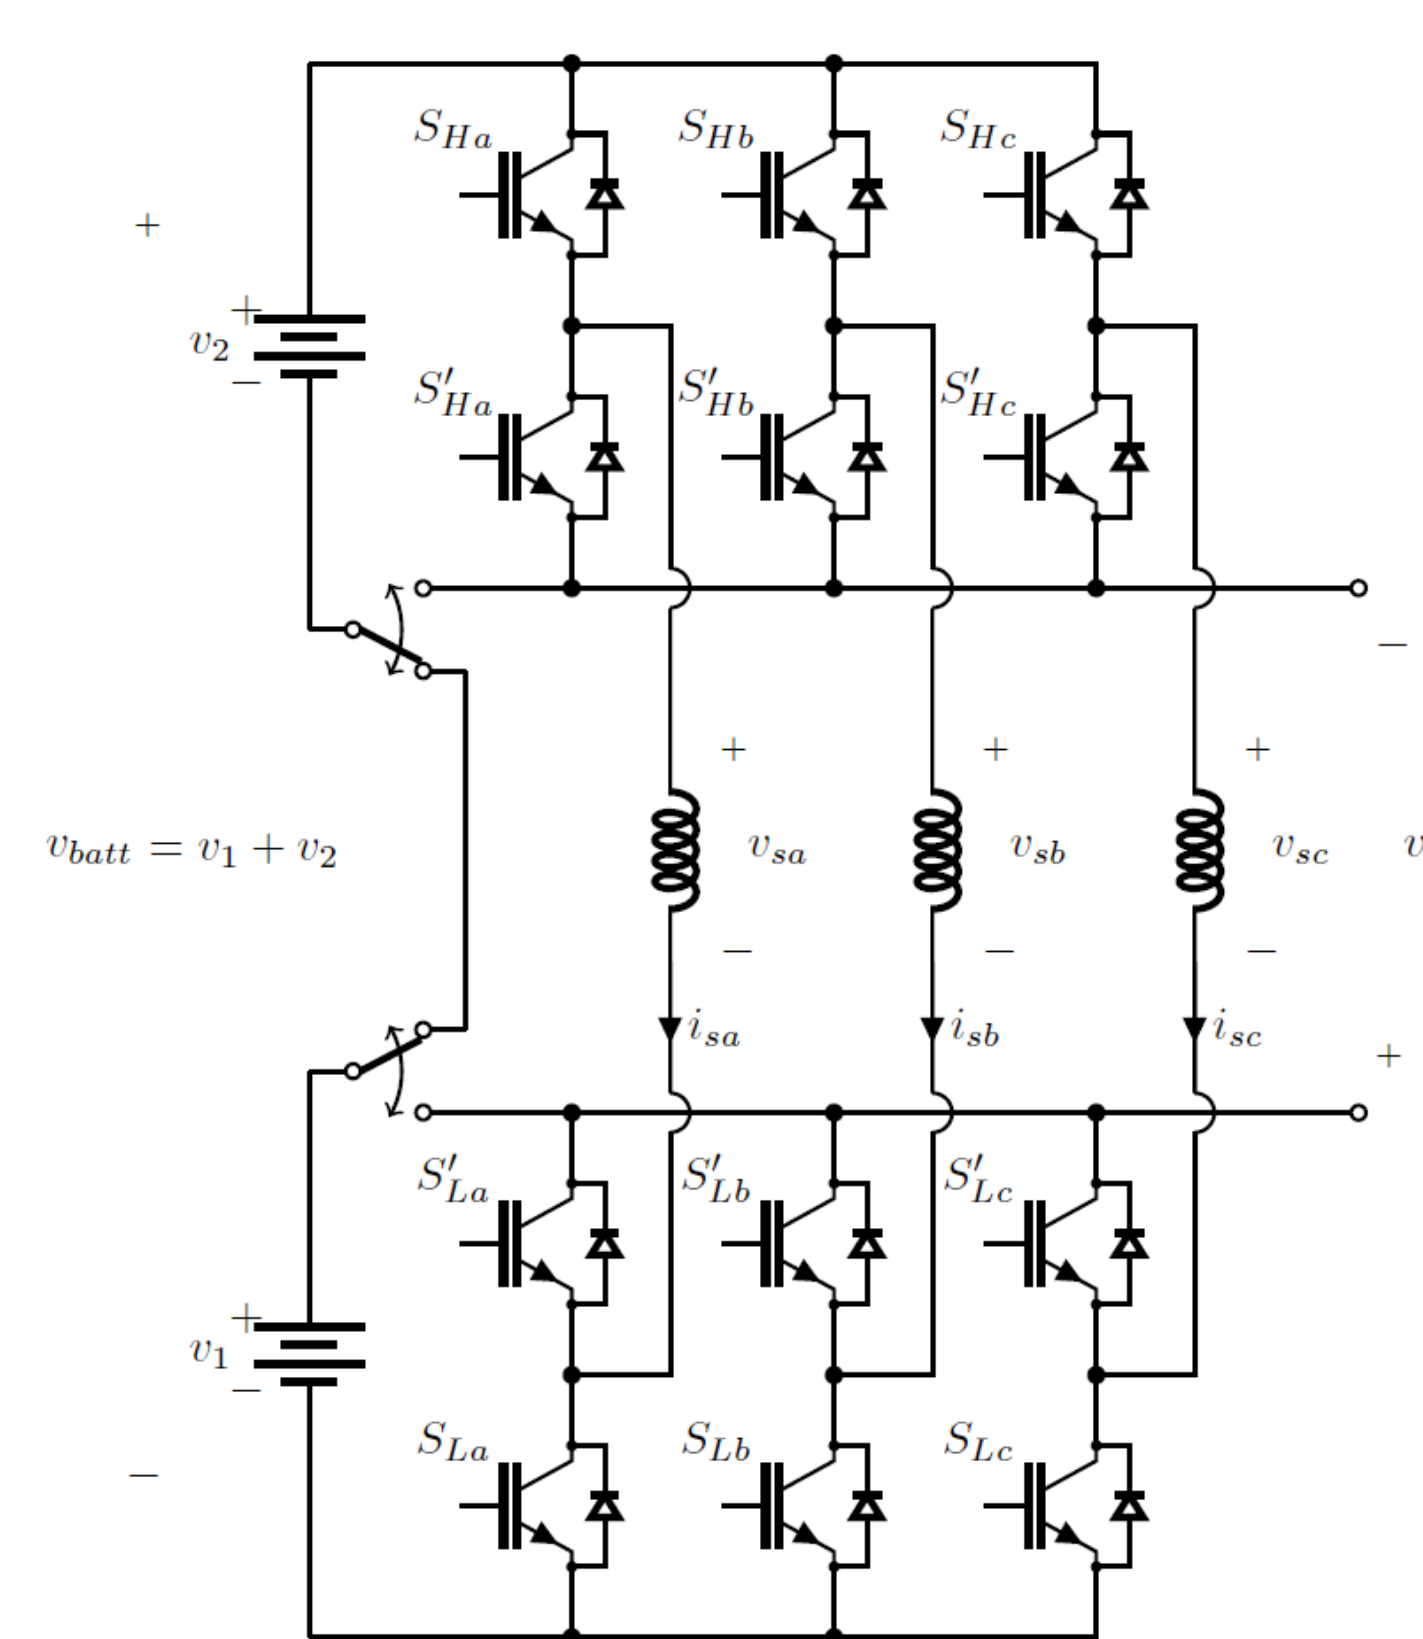 S_{Ha} S_{Hb} S_{Hc}
+
+
v_2
−
S'_{Ha} S'_{Hb} S'_{Hc}
−
+ + +
v_{batt} = v_1 + v_2 v_{sa} v_{sb} v_{sc} v
− − −
i_{sa} i_{sb} i_{sc}
+
S'_{La} S'_{Lb} S'_{Lc}
+
v_1
−
S_{La} S_{Lb} S_{Lc}
−